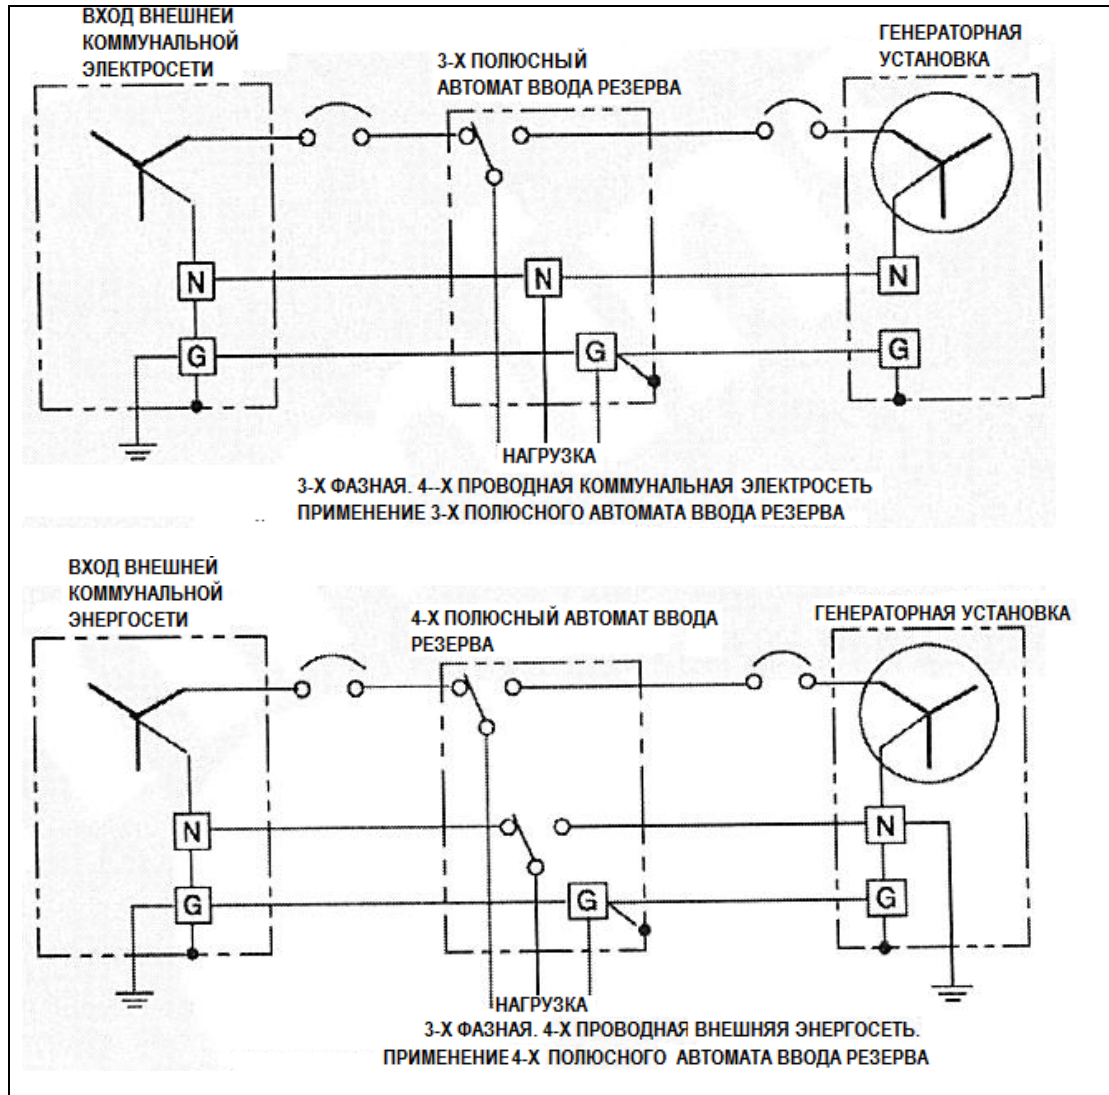 ВХОД ВНЕШНЕЙ
КОММУНАЛЬНОЙ
ЭЛЕКТРОСЕТИ
3-Х ПОЛЮСНЫЙ
АВТОМАТ ВВОДА РЕЗЕРВА
ГЕНЕРАТОРНАЯ
УСТАНОВКА
N
N
N
G
G
G
НАГРУЗКА
3-Х ФАЗНАЯ. 4--Х ПРОВОДНАЯ КОММУНАЛЬНАЯ ЭЛЕКТРОСЕТЬ
ПРИМЕНЕНИЕ 3-Х ПОЛЮСНОГО АВТОМАТА ВВОДА РЕЗЕРВА
ВХОД ВНЕШНЕЙ
КОММУНАЛЬНОЙ
ЭНЕРГОСЕТИ
4-Х ПОЛЮСНЫЙ АВТОМАТ ВВОДА
РЕЗЕРВА
ГЕНЕРАТОРНАЯ УСТАНОВКА
N
N
G
G
G
НАГРУЗКА
3-Х ФАЗНАЯ. 4-Х ПРОВОДНАЯ ВНЕШНЯЯ ЭНЕРГОСЕТЬ.
ПРИМЕНЕНИЕ 4-Х ПОЛЮСНОГО АВТОМАТА ВВОДА РЕЗЕРВА